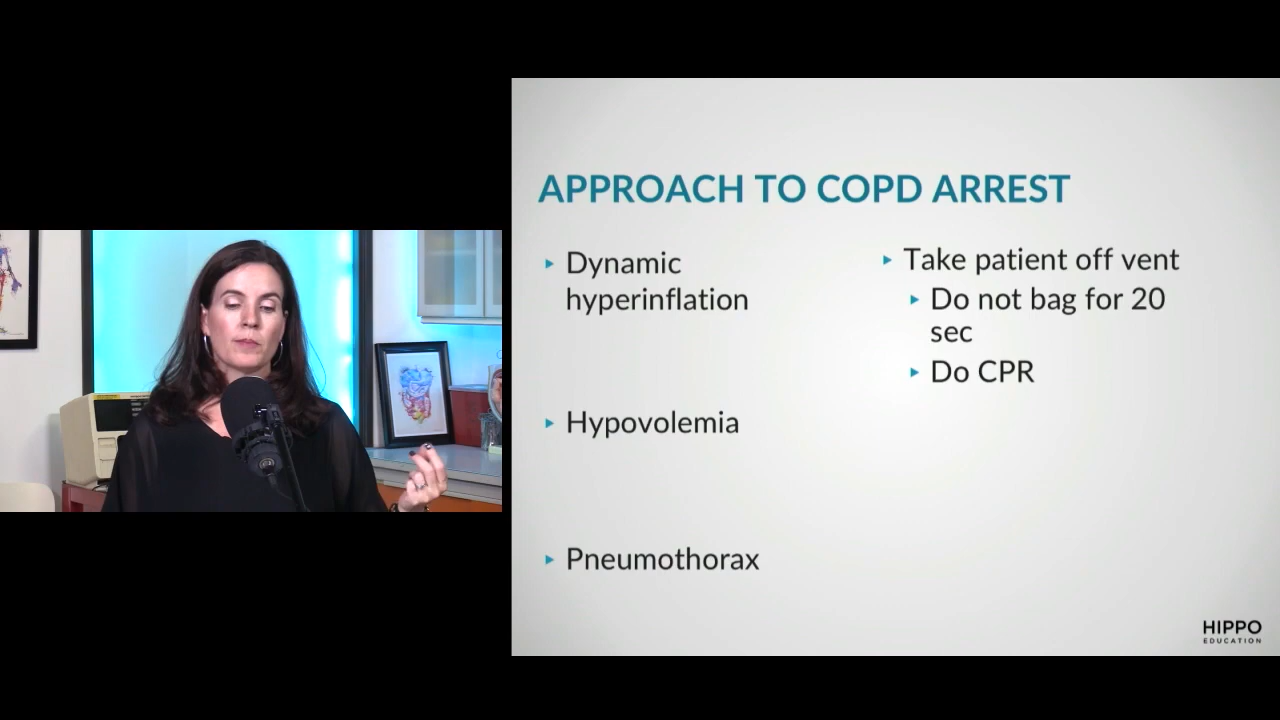 APPROACH TO COPD ARREST
Dynamic
hyperinflation
Hypovolemia
Pneumothorax
Take patient off vent
Do not bag for 20
sec
Do CPR
HIPPO
EDUCATION